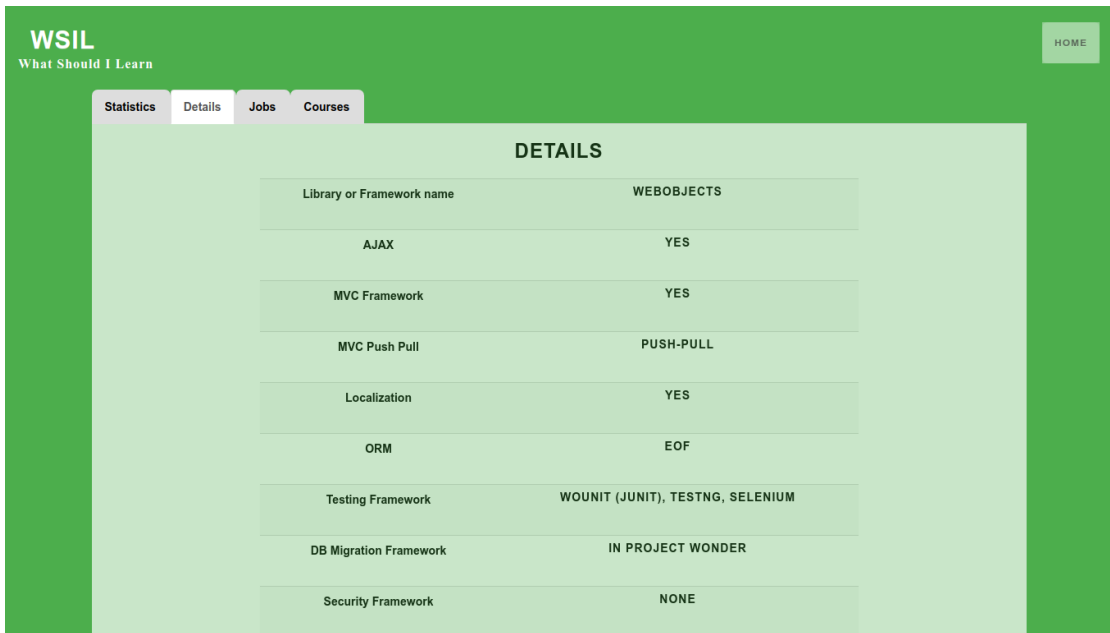 WSIL
What Should I Learn
HOME
Statistics Details Jobs Courses
DETAILS
Library or Framework name WEBOBJECTS
AJAX YES
MVC Framework YES
MVC Push Pull PUSH-PULL
Localization YES
ORM EOF
Testing Framework WOUNIT (JUNIT), TESTNG, SELENIUM
DB Migration Framework IN PROJECT WONDER
Security Framework NONE